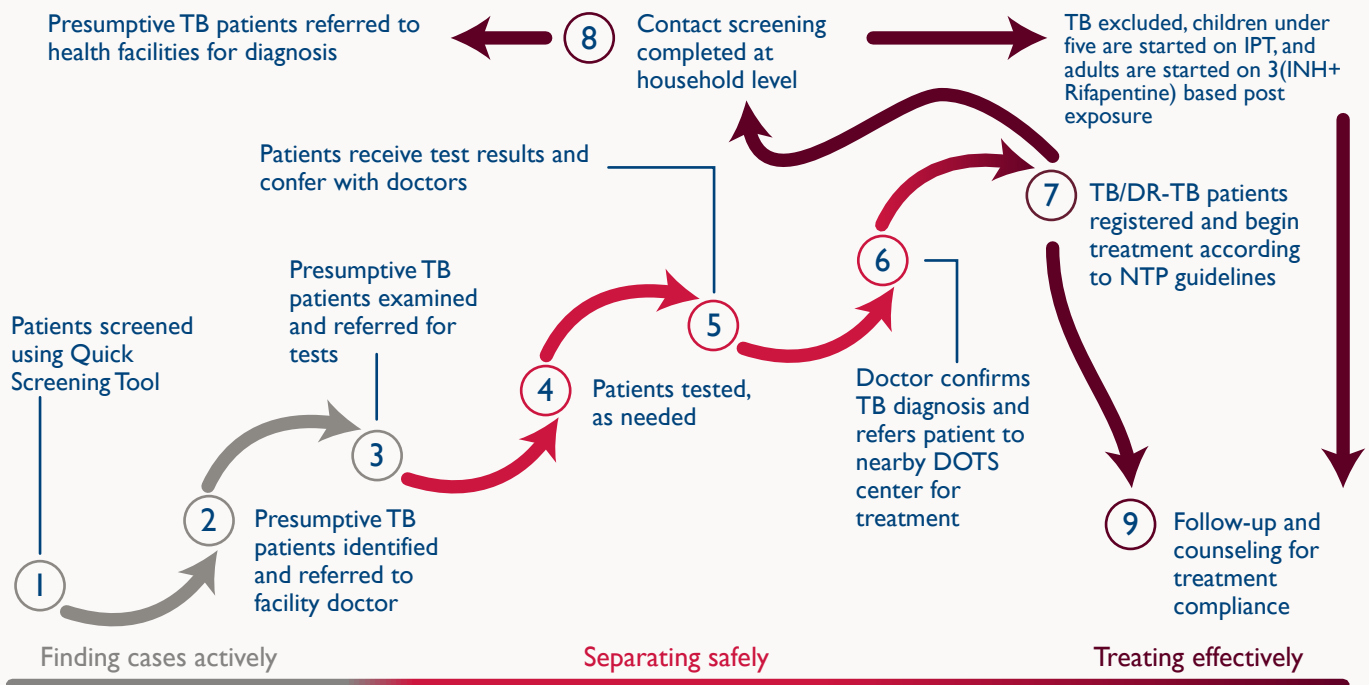 Presumptive TB patients referred to
health facilities for diagnosis
8
Contact screening
completed at
household level
TB excluded, children under
five are started on IPT, and
adults are started on 3(INH+
Rifapentine) based post
exposure
Patients receive test results and
confer with doctors
7
TB/DR-TB patients
registered and begin
treatment according
to NTP guidelines
6
Doctor confirms
TB diagnosis and
refers patient to
nearby DOTS
center for
treatment
5
Presumptive TB
patients examined
and referred for
tests
4
Patients tested,
as needed
Patients screened
using Quick
Screening Tool
3
2
Presumptive TB
patients identified
and referred to
facility doctor
9
Follow-up and
counseling for
treatment
compliance
1
Finding cases actively
Separating safely
Treating effectively